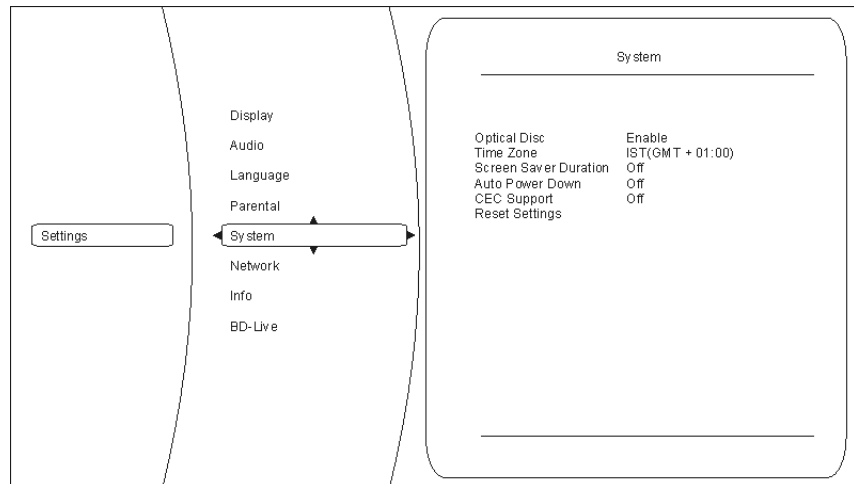 Settings
Display
Audio
Language
Parental
System
Network
Info
BD-Live
System
Optical Disc Enable
Time Zone IST(GMT + 01:00)
Screen Saver Duration Off
Auto Power Down Off
CEC Support Off
Reset Settings